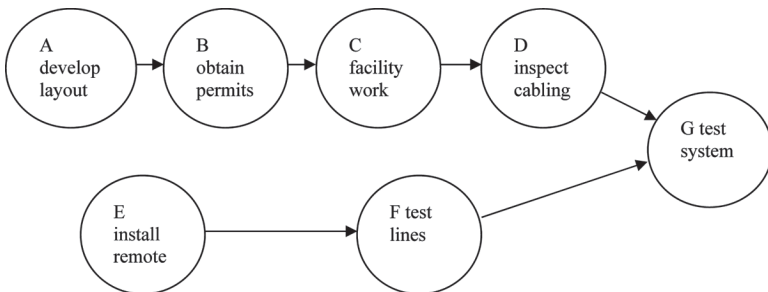 A
develop
layout
B
obtain
permits
C
facility
work
D
inspect
cabling
G test
system
E
install
remote
F test
lines